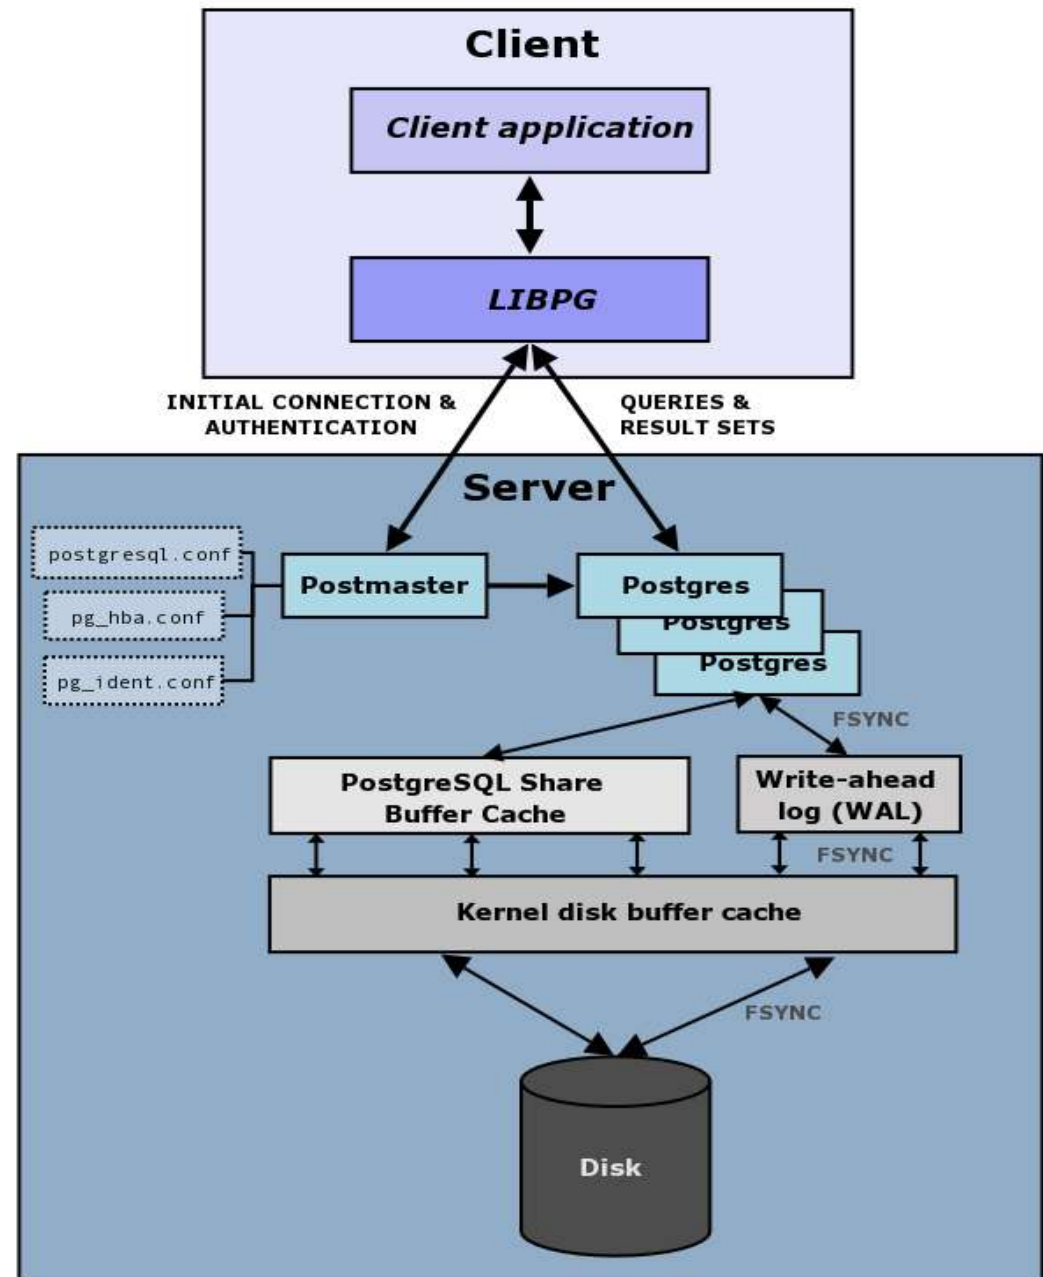 Client
Client application
LIBPG
INITIAL CONNECTION &
AUTHENTICATION
QUERIES &
RESULT SETS
Server
postgresql.conf
pg_hba.conf
pg_ident.conf
Postmaster
Postgres
Postgres
Postgres
FSYNC
PostgreSQL Share
Buffer Cache
Write-ahead
log (WAL)
FSYNC
Kernel disk buffer cache
FSYNC
Disk